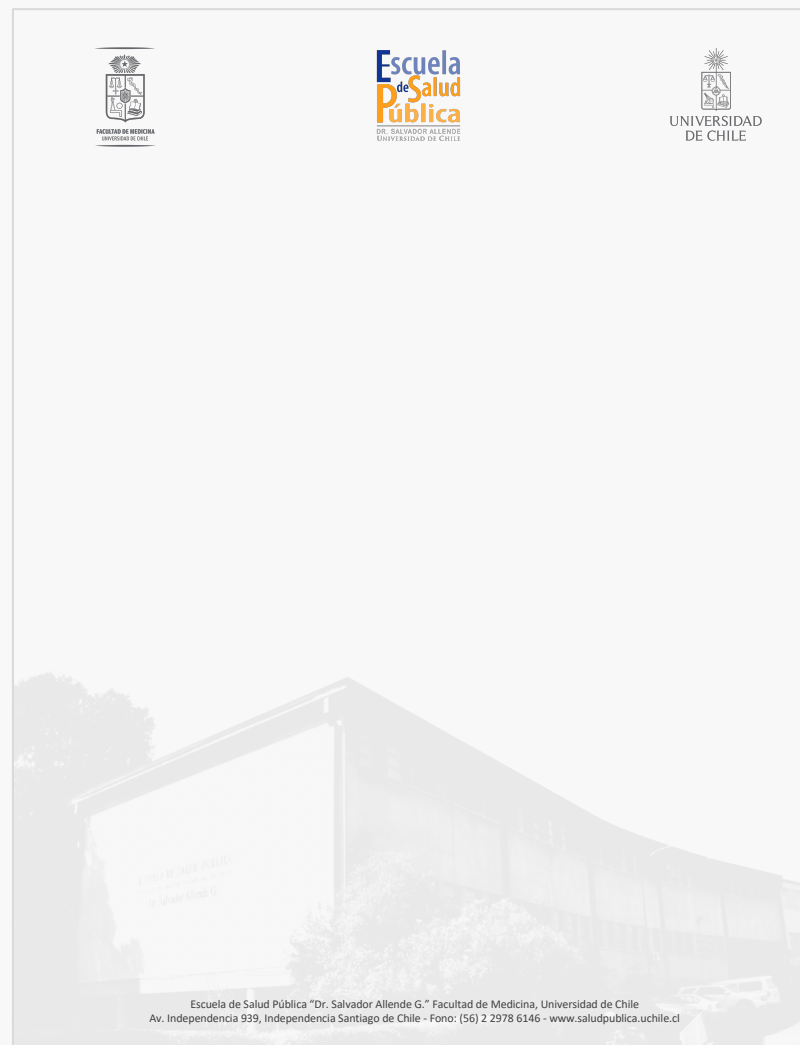 FACULTAD DE MEDICINA
UNIVERSIDAD DE CHILE
Escuela
de Salud
Pública
DR. SALVADOR ALLENDE
UNIVERSIDAD DE CHILE
UNIVERSIDAD
DE CHILE
Escuela de Salud Pública “Dr. Salvador Allende G.” Facultad de Medicina, Universidad de Chile
Av. Independencia 939, Independencia Santiago de Chile - Fono: (56) 2 2978 6146 - www.saludpublica.uchile.cl